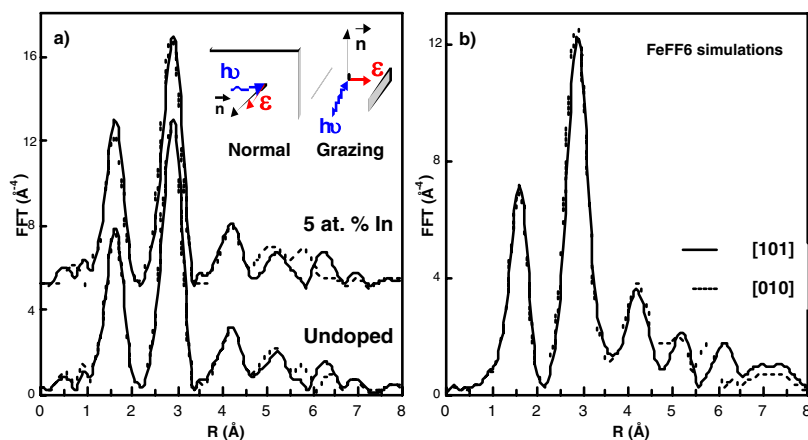 a)
16
12
8
4
0
FFT (Å⁻⁴)
n
hυ
ε
n
hυ
ε
Normal
Grazing
5 at. % In
Undoped
0 1 2 3 4 5 6 7 8
R (Å)
b)
12
8
4
0
FFT (Å⁻⁴)
FeFF6 simulations
[101]
[010]
0 1 2 3 4 5 6 7 8
R (Å)